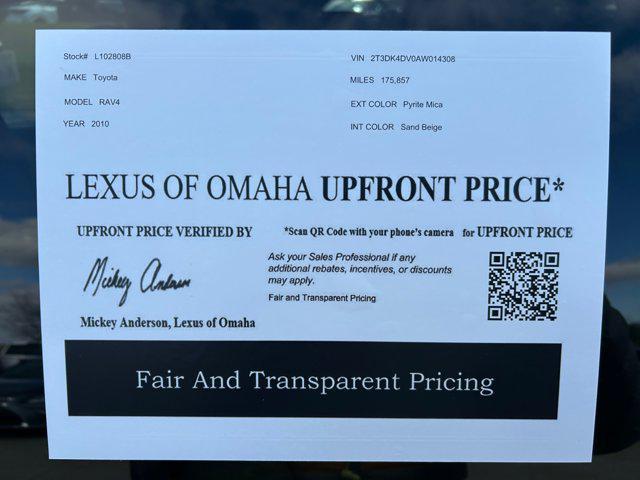 Stock# L102808B
VIN 2T3DK4DV0AW014308
MAKE Toyota
MILES 175,857
MODEL RAV4
EXT COLOR Pyrite Mica
YEAR 2010
INT COLOR Sand Beige
LEXUS OF OMAHA UPFRONT PRICE*
UPFRONT PRICE VERIFIED BY
*Scan QR Code with your phone's camera for UPFRONT PRICE
Mickey Anderson
Ask your Sales Professional if any
additional rebates, incentives, or discounts
may apply.
Fair and Transparent Pricing
Mickey Anderson, Lexus of Omaha
Fair And Transparent Pricing